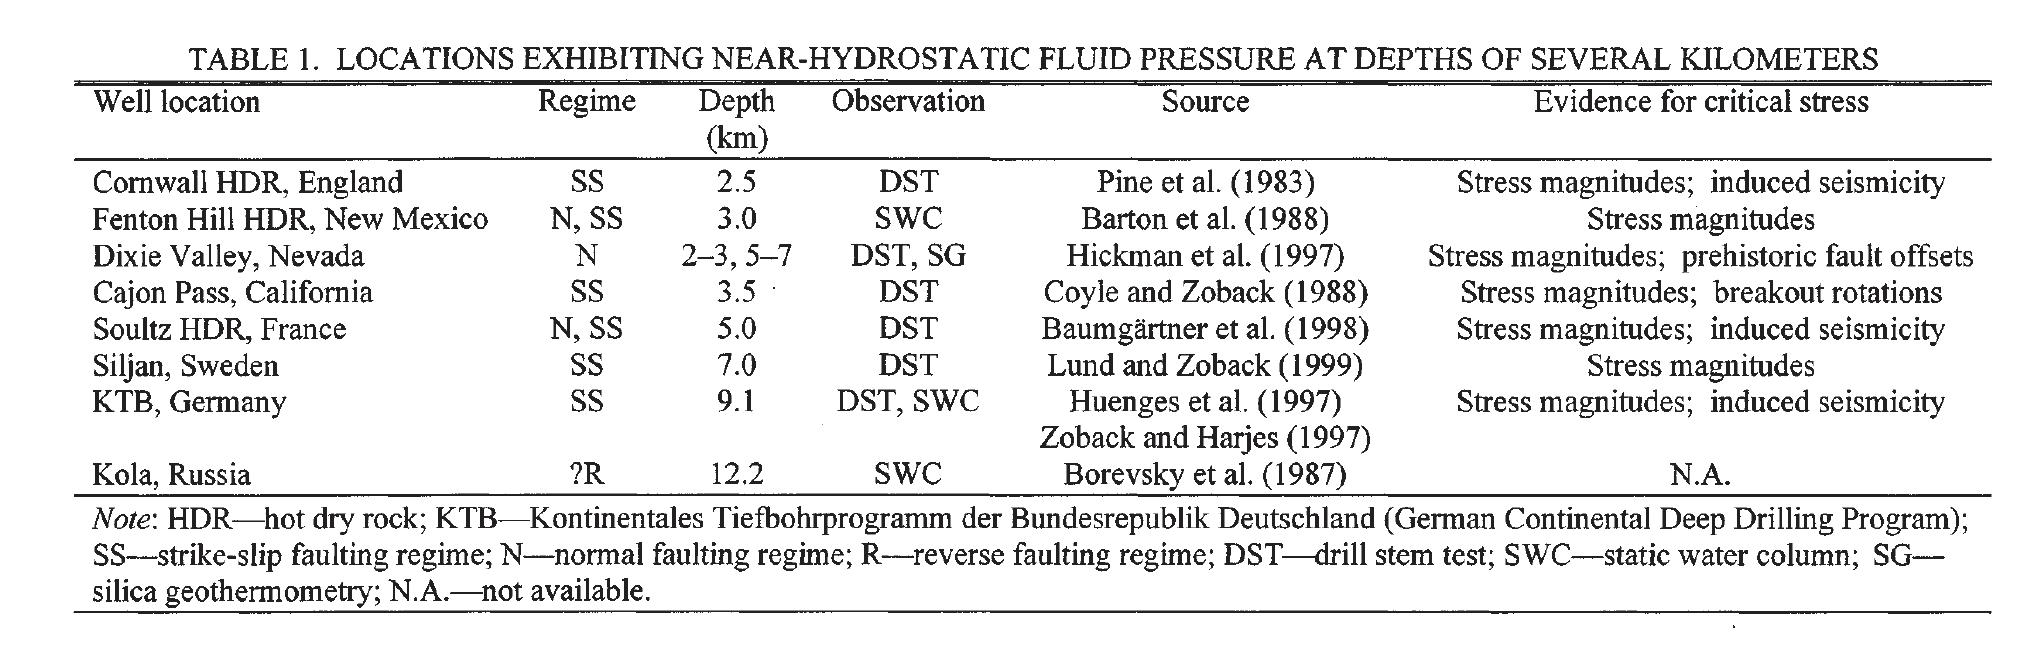 TABLE 1. LOCATIONS EXHIBITING NEAR-HYDROSTATIC FLUID PRESSURE AT DEPTHS OF SEVERAL KILOMETERS
Well location Regime Depth (km) Observation Source Evidence for critical stress
Cornwall HDR, England SS 2.5 DST Pine et al. (1983) Stress magnitudes; induced seismicity
Fenton Hill HDR, New Mexico N, SS 3.0 SWC Barton et al. (1988) Stress magnitudes
Dixie Valley, Nevada N 2–3, 5–7 DST, SG Hickman et al. (1997) Stress magnitudes; prehistoric fault offsets
Cajon Pass, California SS 3.5 DST Coyle and Zoback (1988) Stress magnitudes; breakout rotations
Soultz HDR, France N, SS 5.0 DST Baumgärtner et al. (1998) Stress magnitudes; induced seismicity
Siljan, Sweden SS 7.0 DST Lund and Zoback (1999) Stress magnitudes
KTB, Germany SS 9.1 DST, SWC Huenges et al. (1997) Stress magnitudes; induced seismicity
Zoback and Harjes (1997)
Kola, Russia ?R 12.2 SWC Borevsky et al. (1987) N.A.
Note: HDR—hot dry rock; KTB—Kontinentales Tiefbohrprogramm der Bundesrepublik Deutschland (German Continental Deep Drilling Program);
SS—strike-slip faulting regime; N—normal faulting regime; R—reverse faulting regime; DST—drill stem test; SWC—static water column; SG—
silica geothermometry; N.A.—not available.